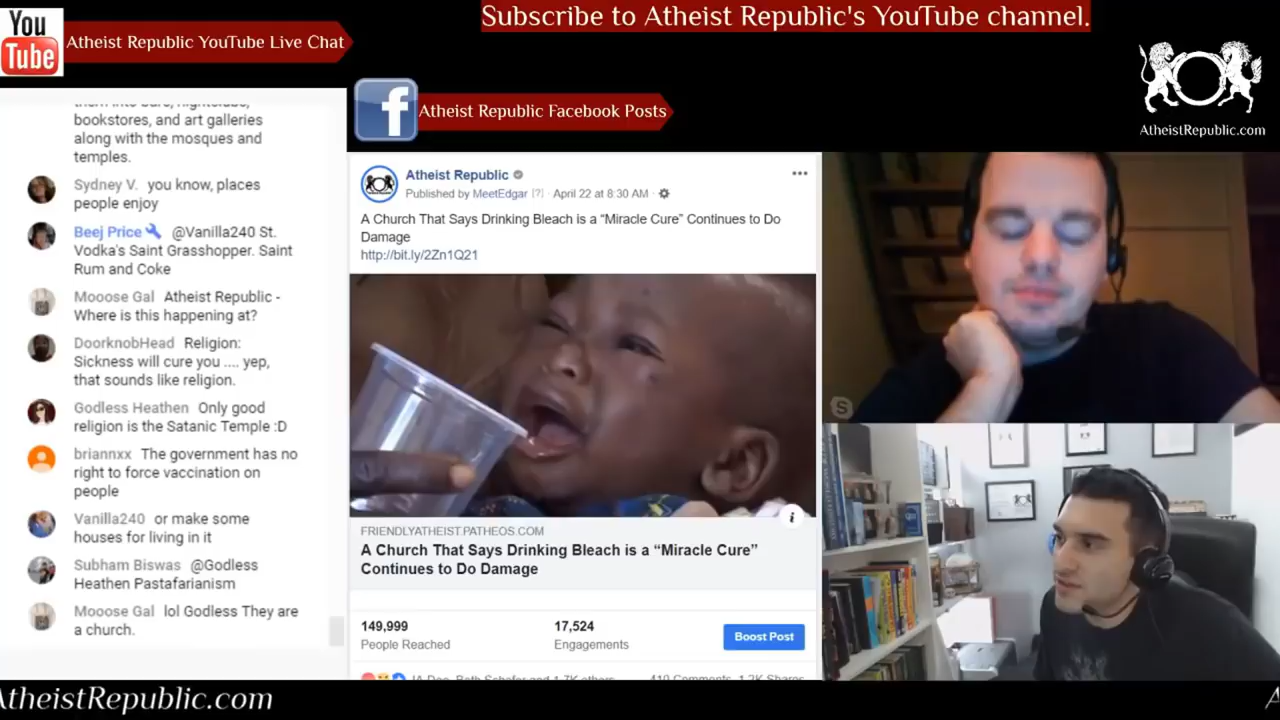 Subscribe to Atheist Republic's YouTube channel.
You
Tube
Atheist Republic YouTube Live Chat
f
Atheist Republic Facebook Posts
AtheistRepublic.com
bookstores, and art galleries
along with the mosques and
temples.
Sydney V. you know, places
people enjoy
Beej Price @Vanilla240 St.
Vodka's Saint Grasshopper. Saint
Rum and Coke
Mooose Gal Atheist Republic -
Where is this happening at?
DoorknobHead Religion:
Sickness will cure you .... yep,
that sounds like religion.
Godless Heathen Only good
religion is the Satanic Temple :D
briannxx The government has no
right to force vaccination on
people
Vanilla240 or make some
houses for living in it
Subham Biswas @Godless
Heathen Pastafarianism
Mooose Gal lol Godless They are
a church.
Atheist Republic
Published by MeetEdgar [?] · April 22 at 8:30 AM ·
A Church That Says Drinking Bleach is a “Miracle Cure” Continues to Do
Damage
http://bit.ly/2Zn1Q21
i
FRIENDLYATHEIST.PATHEOS.COM
A Church That Says Drinking Bleach is a “Miracle Cure”
Continues to Do Damage
149,999
People Reached
17,524
Engagements
Boost Post
AtheistRepublic.com